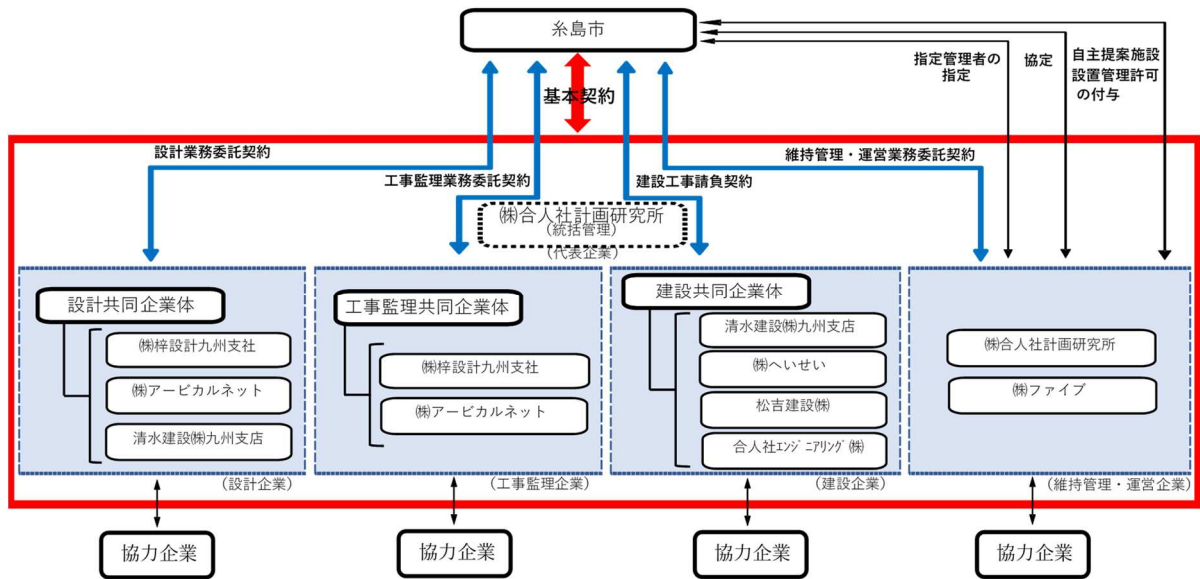 糸島市
指定管理者の
指定
協定
自主提案施設
設置管理許可
の付与
基本契約
設計業務委託契約
工事監理業務委託契約
建設工事請負契約
維持管理・運営業務委託契約
㈱合人社計画研究所
(統括管理)
(代表企業)
設計共同企業体
㈱梓設計九州支社
㈱アービカルネット
清水建設㈱九州支店
(設計企業)
工事監理共同企業体
㈱梓設計九州支社
㈱アービカルネット
(工事監理企業)
建設共同企業体
清水建設㈱九州支店
㈱へいせい
松吉建設㈱
合人社ｴﾝｼﾞﾆｱﾘﾝｸﾞ㈱
(建設企業)
㈱合人社計画研究所
㈱ファイブ
(維持管理・運営企業)
協力企業
協力企業
協力企業
協力企業